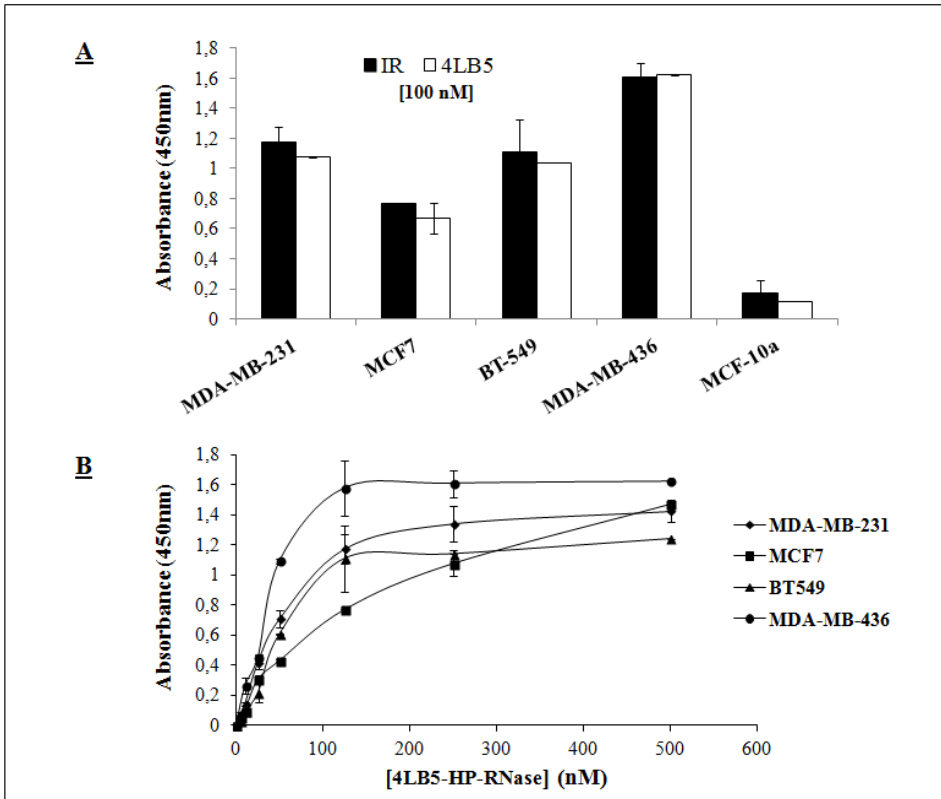 A
Absorbance (450nm)
1,8
1,6
1,4
1,2
1
0,8
0,6
0,4
0,2
0
IR 4LB5
[100 nM]
MDA-MB-231
MCF7
BT-549
MDA-MB-436
MCF-10a
B
Absorbance (450nm)
1,8
1,6
1,4
1,2
1
0,8
0,6
0,4
0,2
0
0 100 200 300 400 500 600
[4LB5-HP-RNase] (nM)
MDA-MB-231
MCF7
BT549
MDA-MB-436